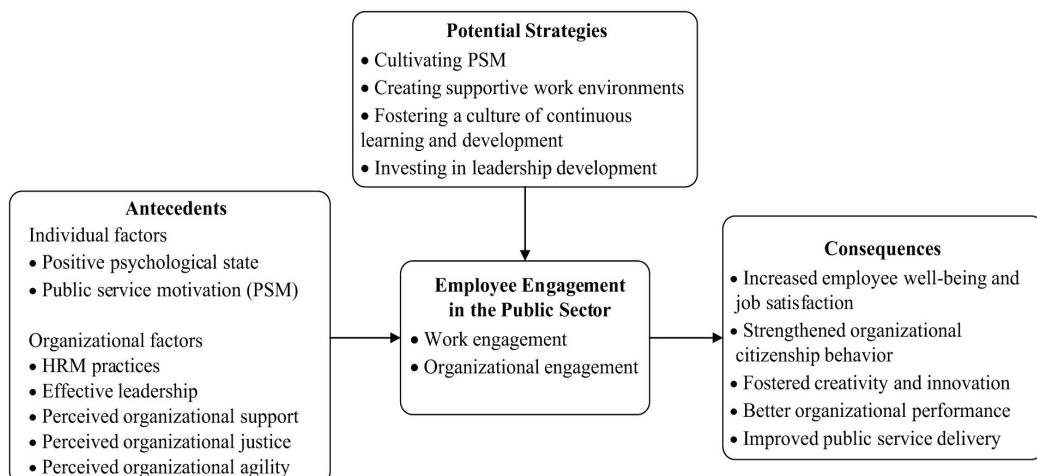 Potential Strategies
• Cultivating PSM
• Creating supportive work environments
• Fostering a culture of continuous
learning and development
• Investing in leadership development
Antecedents
Individual factors
• Positive psychological state
• Public service motivation (PSM)
Organizational factors
• HRM practices
• Effective leadership
• Perceived organizational support
• Perceived organizational justice
• Perceived organizational agility
Employee Engagement
in the Public Sector
• Work engagement
• Organizational engagement
Consequences
• Increased employee well-being and
job satisfaction
• Strengthened organizational
citizenship behavior
• Fostered creativity and innovation
• Better organizational performance
• Improved public service delivery